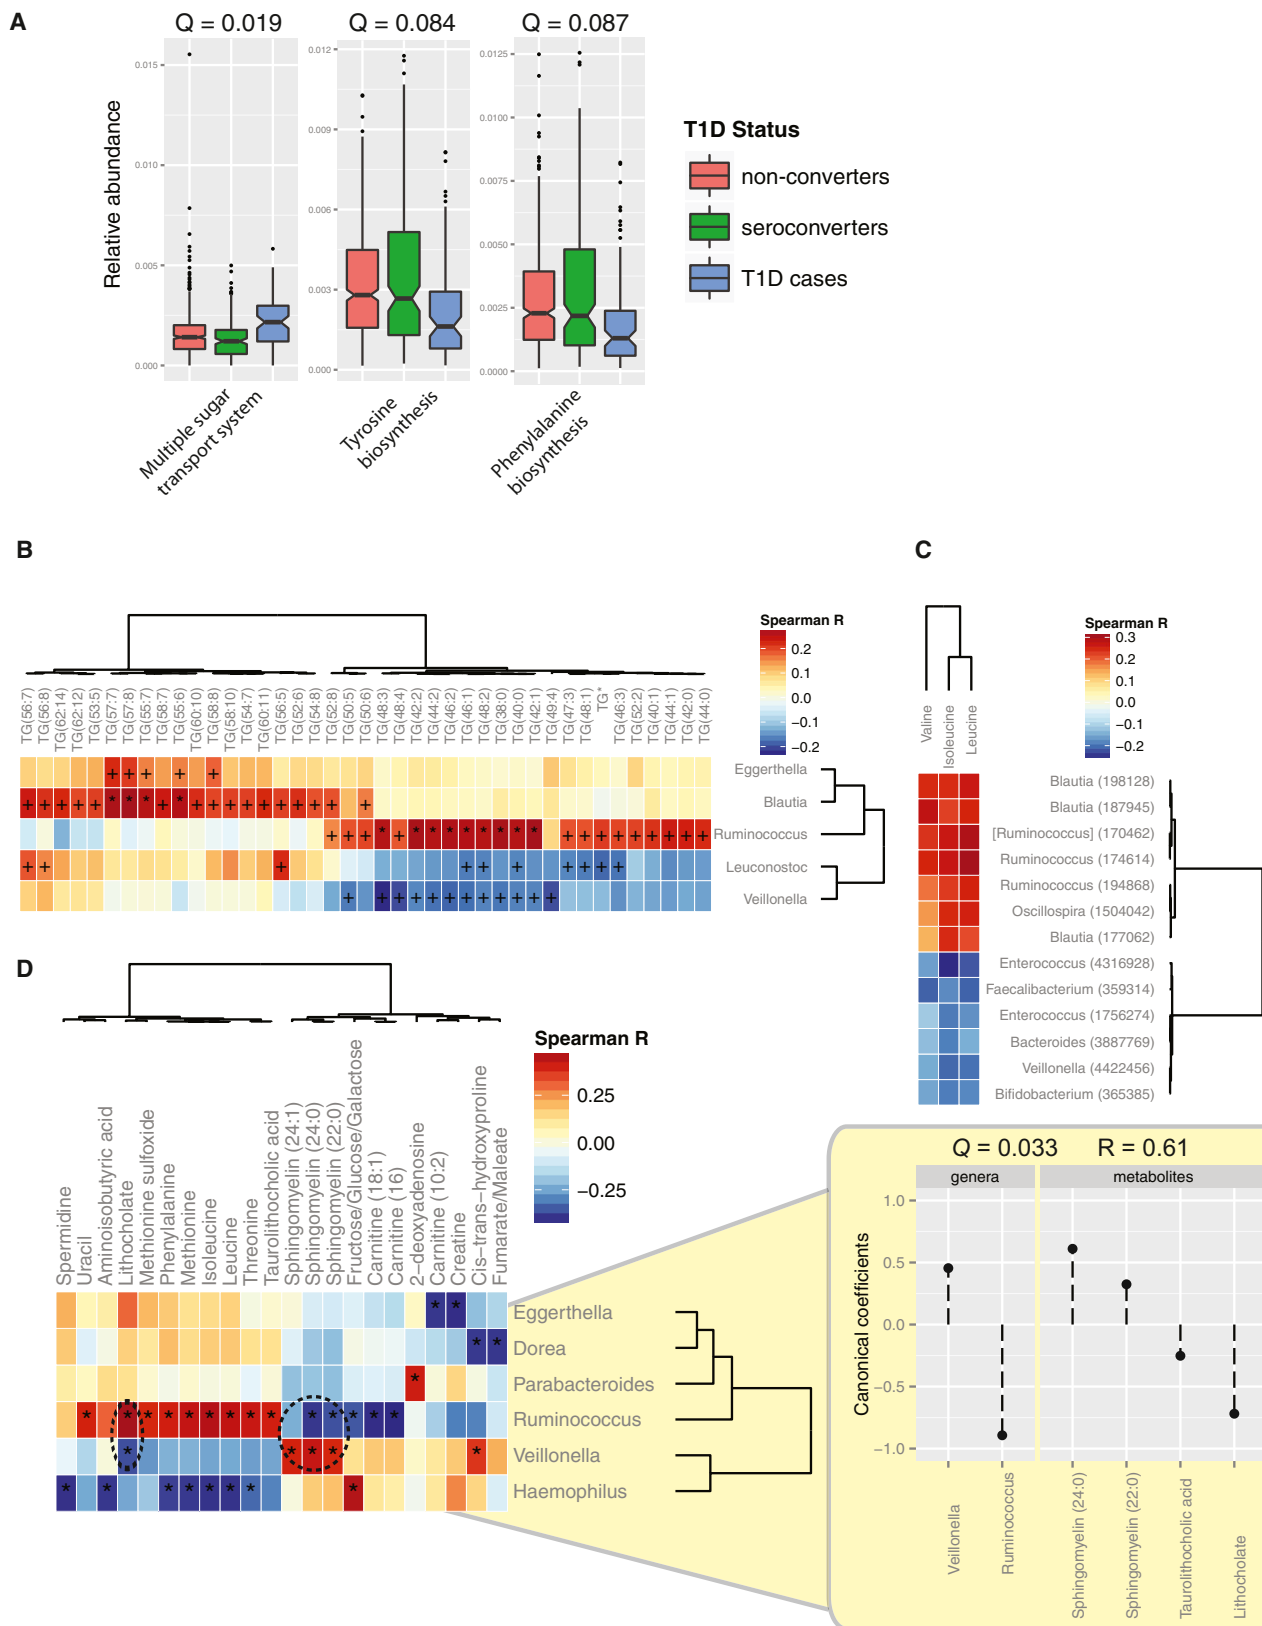 A
Q = 0.019
Q = 0.084
Q = 0.087
Relative abundance
0.015
0.010
0.005
0.000
0.012
0.009
0.006
0.003
0.000
0.0125
0.0100
0.0075
0.0050
0.0025
0.0000
Multiple sugar
transport system
Tyrosine
biosynthesis
Phenylalanine
biosynthesis
T1D Status
non-converters
seroconverters
T1D cases
B
Spearman R
0.2
0.1
0.0
−0.1
−0.2
TG(56:7)
TG(56:8)
TG(62:14)
TG(62:12)
TG(53:5)
TG(57:7)
TG(57:8)
TG(55:7)
TG(58:7)
TG(55:6)
TG(60:10)
TG(58:8)
TG(58:10)
TG(54:7)
TG(60:11)
TG(56:5)
TG(52:6)
TG(54:8)
TG(52:8)
TG(50:5)
TG(50:6)
TG(48:3)
TG(48:4)
TG(42:2)
TG(44:2)
TG(46:2)
TG(46:1)
TG(48:2)
TG(38:0)
TG(40:0)
TG(42:1)
TG(49:4)
TG(47:3)
TG(48:1)
TG*
TG(46:3)
TG(52:2)
TG(40:1)
TG(44:1)
TG(42:0)
TG(44:0)
Eggerthella
Blautia
Ruminococcus
Leuconostoc
Veillonella
C
Spearman R
0.3
0.2
0.1
0.0
−0.1
−0.2
Valine
Isoleucine
Leucine
Blautia (198128)
Blautia (187945)
[Ruminococcus] (170462)
Ruminococcus (174614)
Ruminococcus (194868)
Oscillospira (1504042)
Blautia (177062)
Enterococcus (4316928)
Faecalibacterium (359314)
Enterococcus (1756274)
Bacteroides (3887769)
Veillonella (4422456)
Bifidobacterium (365385)
D
Spearman R
0.25
0.00
−0.25
Spermidine
Uracil
Aminoisobutyric acid
Lithocholate
Methionine sulfoxide
Phenylalanine
Methionine
Isoleucine
Leucine
Threonine
Taurolithocholic acid
Sphingomyelin (24:1)
Sphingomyelin (24:0)
Sphingomyelin (22:0)
Fructose/Glucose/Galactose
Carnitine (18:1)
Carnitine (16)
2−deoxyadenosine
Carnitine (10:2)
Creatine
Cis−trans−hydroxyproline
Fumarate/Maleate
Eggerthella
Dorea
Parabacteroides
Ruminococcus
Veillonella
Haemophilus
Q = 0.033
R = 0.61
genera
metabolites
Canonical coefficients
1.0
0.5
0.0
−0.5
−1.0
Veillonella
Ruminococcus
Sphingomyelin (24:0)
Sphingomyelin (22:0)
Taurolithocholic acid
Lithocholate